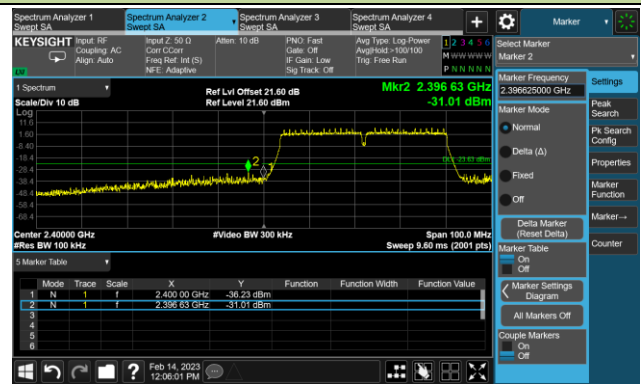 Spectrum Analyzer 1
Swept SA
Spectrum Analyzer 2
Swept SA
Spectrum Analyzer 3
Swept SA
Spectrum Analyzer 4
Swept SA
+
Marker
KEYSIGHT
Input: RF
Coupling: AC
Align: Auto
Input Z: 50 Ω
Corr CCorr
Freq Ref: Int (S)
NFE: Adaptive
Atten: 10 dB
PNO: Fast
Gate: Off
IF Gain: Low
Sig Track: Off
Avg Type: Log-Power
Avg|Hold:>100/100
Trig: Free Run
1 2 3 4 5 6
M W W W W W
P N N N N N
LXI
1 Spectrum
Scale/Div 10 dB
Ref Lvl Offset 21.60 dB
Ref Level 21.60 dBm
Mkr2 2.396 63 GHz
-31.01 dBm
Log
11.6
1.60
-8.40
-18.4
-28.4
-38.4
-48.4
-58.4
-68.4
2
1
DL1 -23.63 dBm
Center 2.40000 GHz
#Res BW 100 kHz
#Video BW 300 kHz
Span 100.0 MHz
Sweep 9.60 ms (2001 pts)
5 Marker Table
Mode Trace Scale X Y Function Function Width Function Value
1 N 1 f 2.400 00 GHz -36.23 dBm
2 N 1 f 2.396 63 GHz -31.01 dBm
3
4
5
6
Select Marker
Marker 2
Marker Frequency
2.396625000 GHz
Marker Mode
Normal
Delta (Δ)
Fixed
Off
Delta Marker
(Reset Delta)
Marker Table
On
Off
Marker Settings
Diagram
All Markers Off
Couple Markers
On
Off
Settings
Peak
Search
Pk Search
Config
Properties
Marker
Function
Marker→
Counter
?
Feb 14, 2023
12:06:01 PM